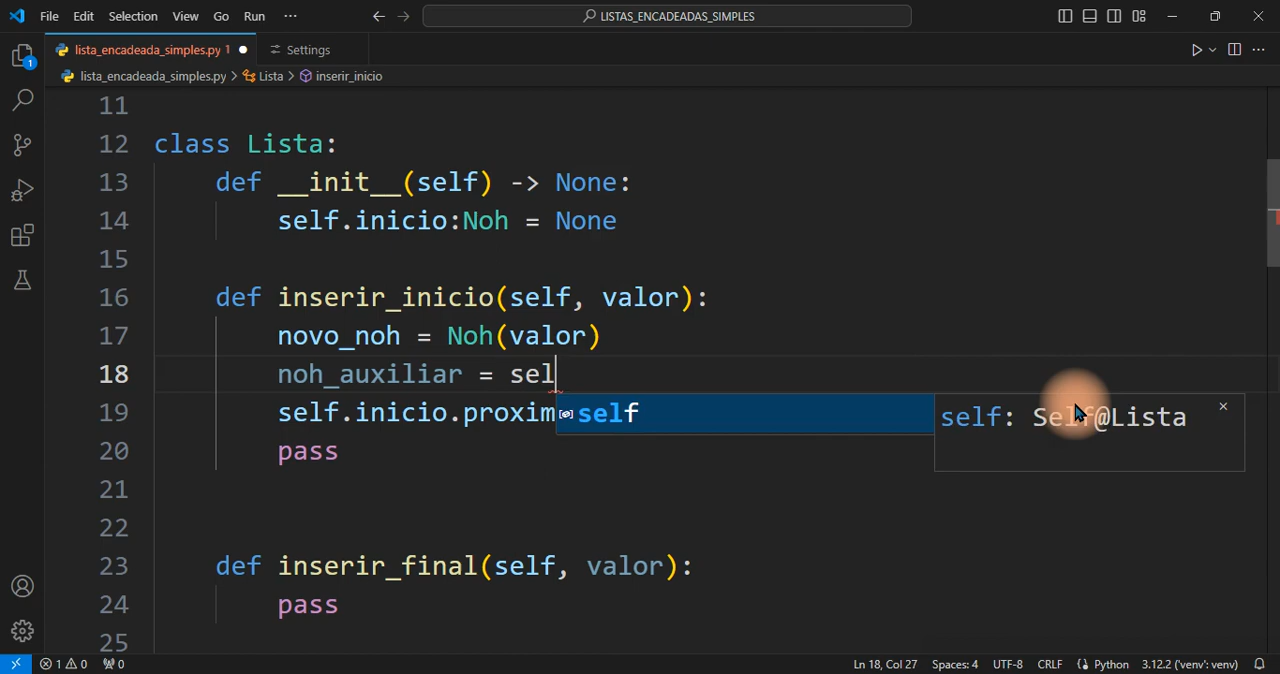 File Edit Selection View Go Run ··· LISTAS_ENCADEADAS_SIMPLES
lista_encadeada_simples.py 1 Settings
lista_encadeada_simples.py > Lista > inserir_inicio
11
12 class Lista:
13 def __init__(self) -> None:
14 self.inicio:Noh = None
15
16 def inserir_inicio(self, valor):
17 novo_noh = Noh(valor)
18 noh_auxiliar = sel
self self: Self@Lista
19 self.inicio.proxim
20 pass
21
22
23 def inserir_final(self, valor):
24 pass
25
1 0 0 Ln 18, Col 27 Spaces: 4 UTF-8 CRLF Python 3.12.2 ('venv': venv)